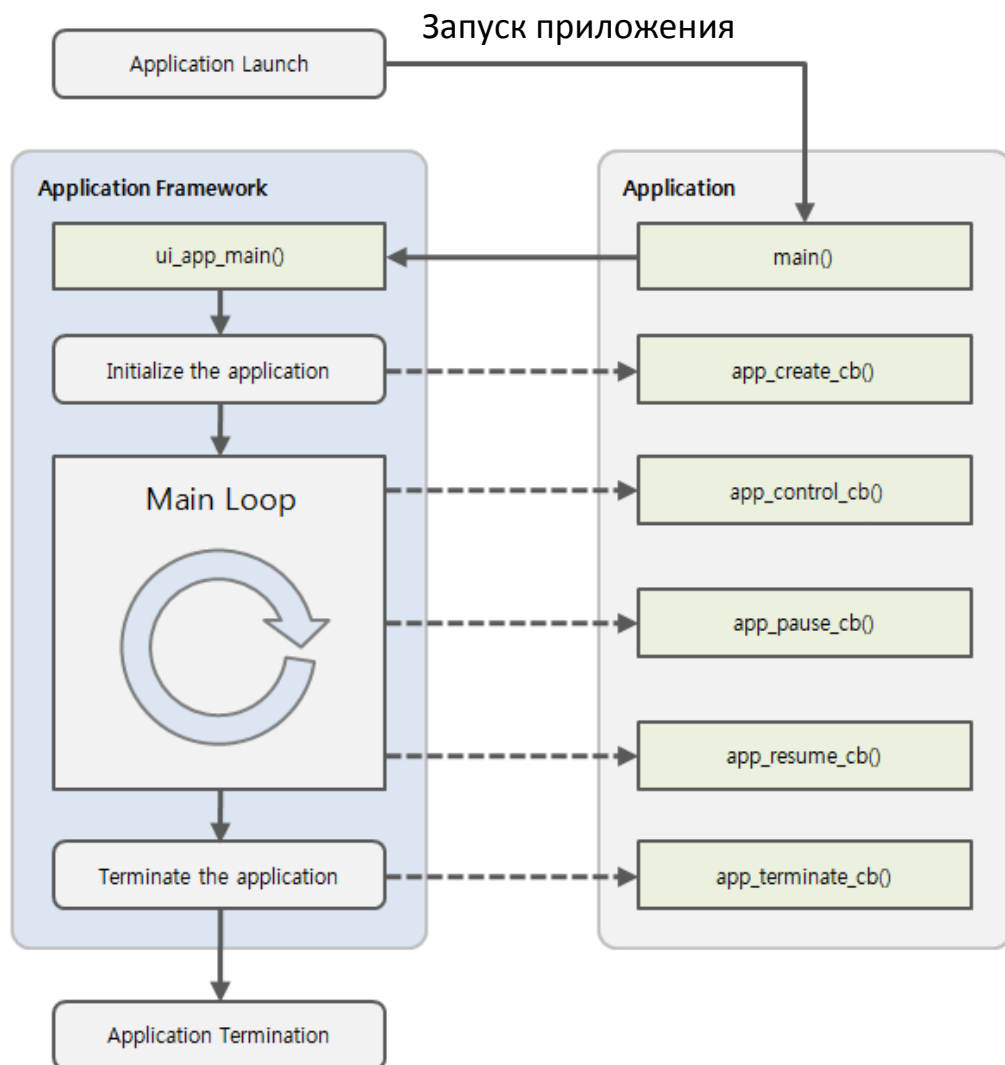 Запуск приложения
Application Launch
Application Framework
Application
ui_app_main()
main()
Initialize the application
app_create_cb()
Main Loop
app_control_cb()
app_pause_cb()
app_resume_cb()
Terminate the application
app_terminate_cb()
Application Termination